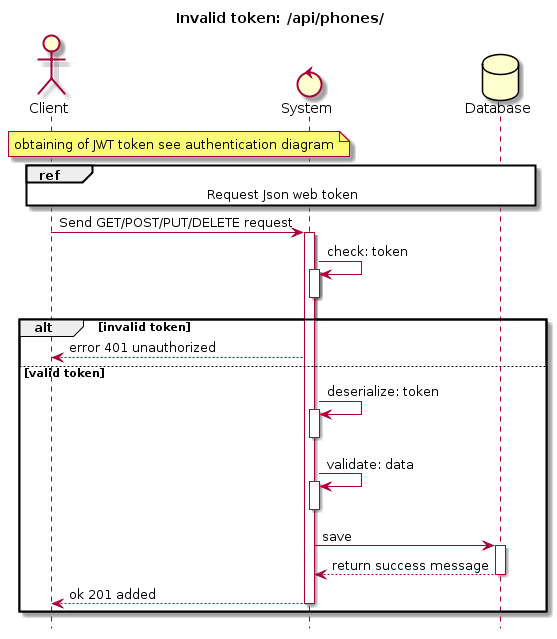 Invalid token: /api/phones/
Client
System
Database
obtaining of JWT token see authentication diagram
ref
Request Json web token
Send GET/POST/PUT/DELETE request
check: token
alt [invalid token]
error 401 unauthorized
[valid token]
deserialize: token
validate: data
save
return success message
ok 201 added